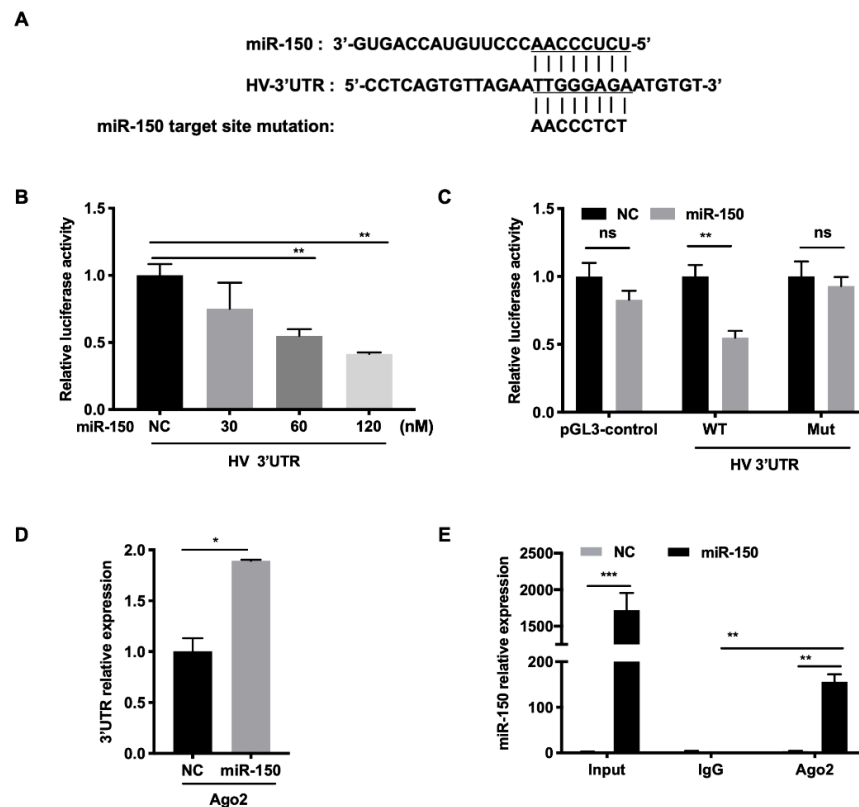 A
miR-150 : 3'-GUGACCAUGUUCCCAACCCUCU-5'
HV-3'UTR : 5'-CCTCAGTGTTAGAATTGGGAGAATGTGT-3'
miR-150 target site mutation: AACCCTCT
B
Relative luciferase activity
1.5
1.0
0.5
0.0
**
**
miR-150 NC 30 60 120 (nM)
HV 3'UTR
C
NC miR-150
Relative luciferase activity
1.5
1.0
0.5
0.0
ns
**
ns
pGL3-control WT Mut
HV 3'UTR
D
3'UTR relative expression
2.0
1.5
1.0
0.5
0.0
*
NC miR-150
Ago2
E
NC miR-150
miR-150 relative expression
2500
2000
1500
1000
500
200
100
0
***
**
**
Input IgG Ago2